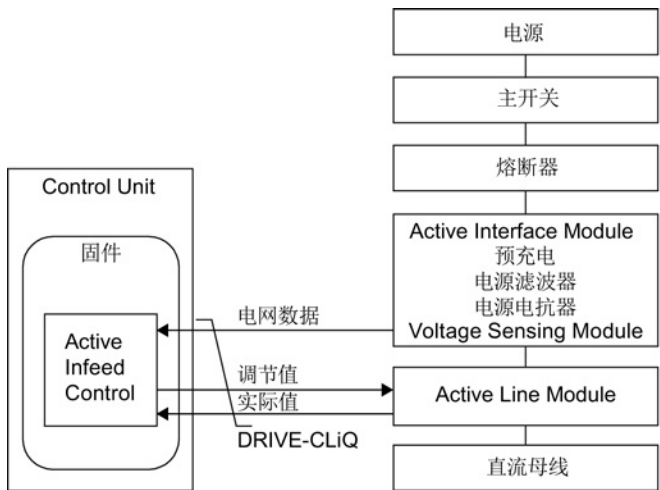 电源
主开关
熔断器
Control Unit
固件
Active
Infeed
Control
Active Interface Module
预充电
电源滤波器
电源电抗器
Voltage Sensing Module
电网数据
调节值
实际值
DRIVE-CLiQ
Active Line Module
直流母线